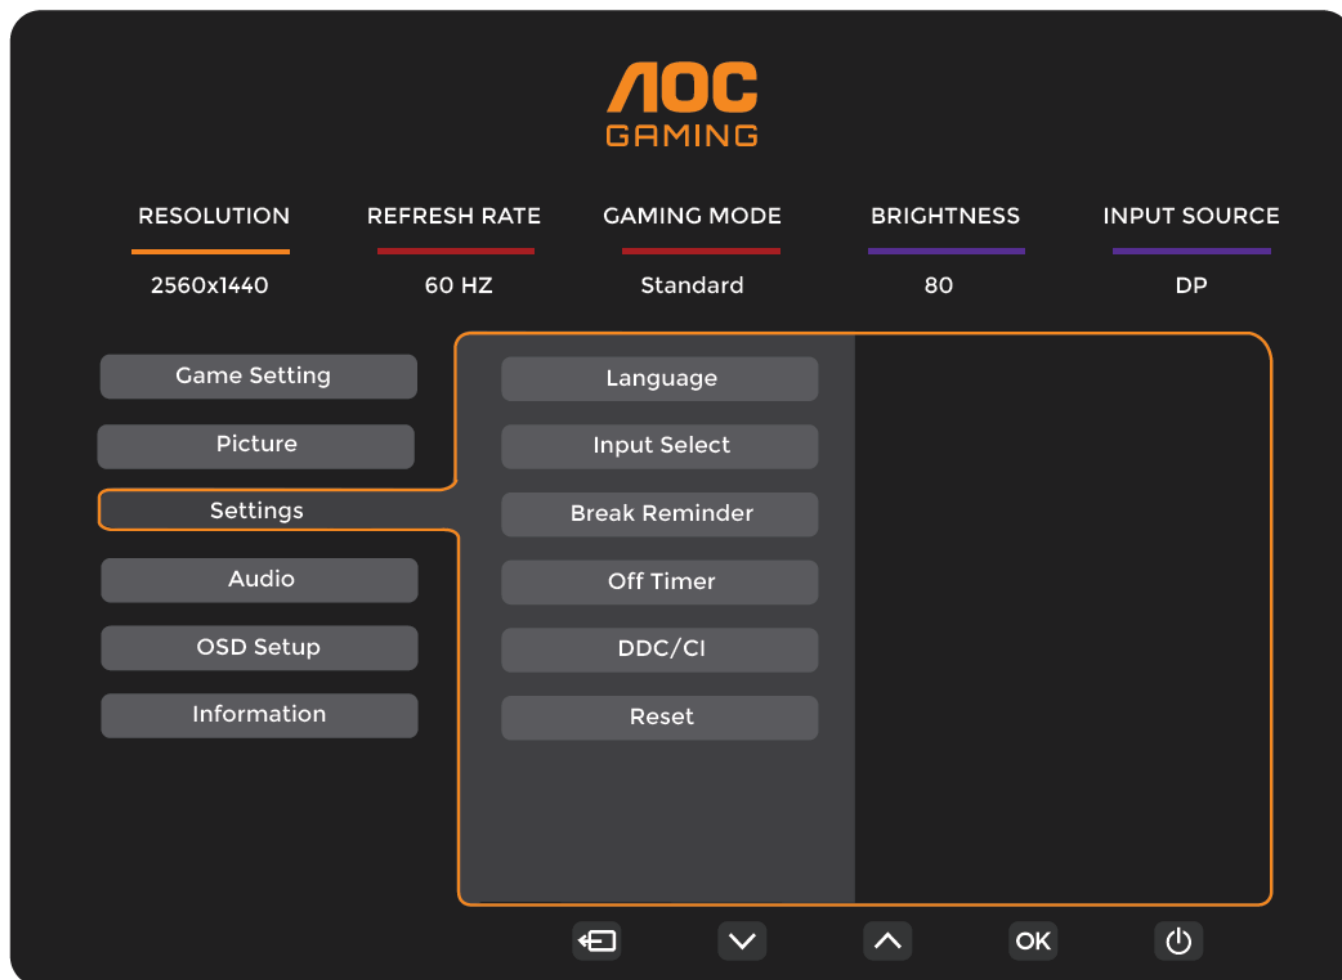 AOC
GAMING
RESOLUTION REFRESH RATE GAMING MODE BRIGHTNESS INPUT SOURCE
2560x1440 60 HZ Standard 80 DP
Game Setting
Picture
Settings
Audio
OSD Setup
Information
Language
Input Select
Break Reminder
Off Timer
DDC/CI
Reset
OK